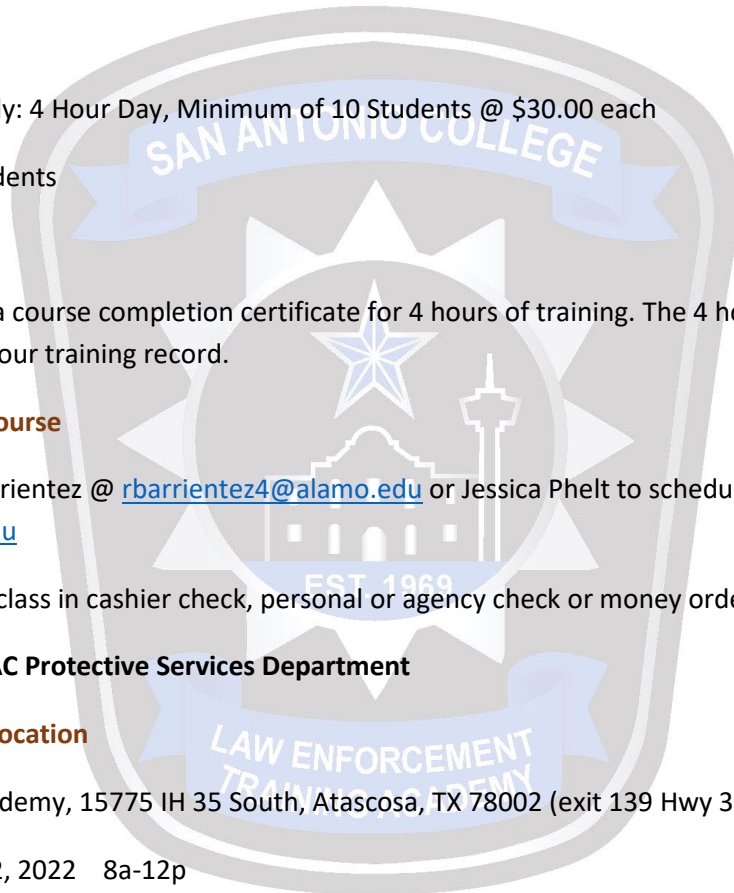 ly: 4 Hour Day, Minimum of 10 Students @ $30.00 each
SAN ANTONIO COLLEGE
dents
a course completion certificate for 4 hours of training. The 4 h
our training record.
ourse
rientez @ rbarrientez4@alamo.edu or Jessica Phelt to schedu
u
EST. 1969
class in cashier check, personal or agency check or money orde
AC Protective Services Department
ocation
LAW ENFORCEMENT
TRAINING ACADEMY
demy, 15775 IH 35 South, Atascosa, TX 78002 (exit 139 Hwy 3
2, 2022 8a-12p